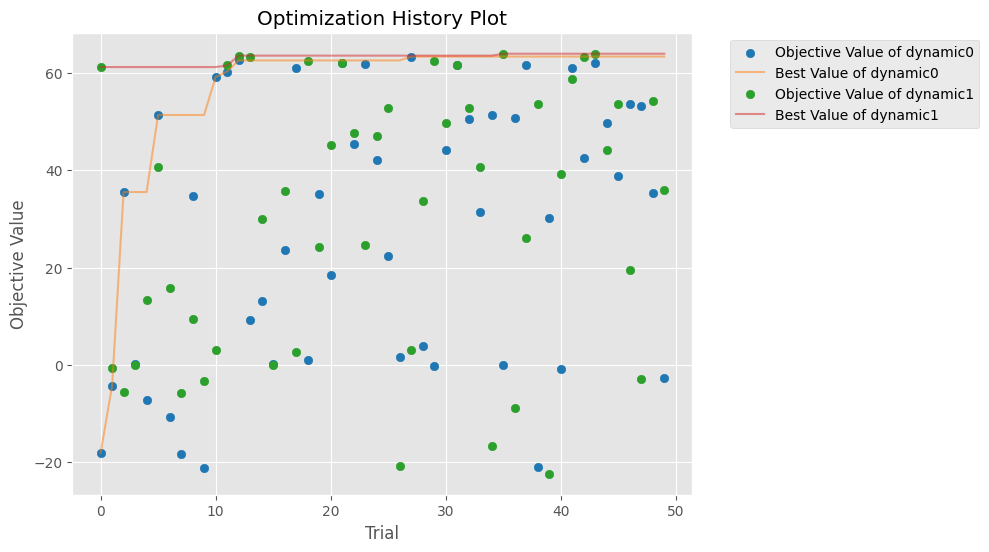 Optimization History Plot
Objective Value
60
40
20
0
−20
0 10 20 30 40 50
Trial
Objective Value of dynamic0
Best Value of dynamic0
Objective Value of dynamic1
Best Value of dynamic1